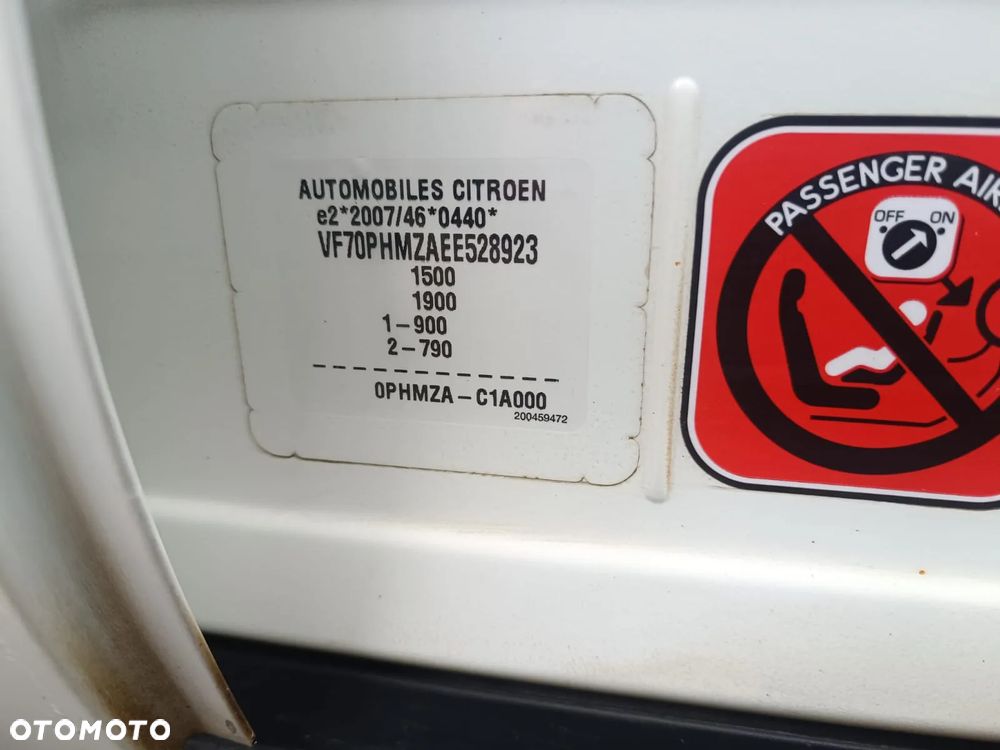 AUTOMOBILES CITROEN
e2*2007/46*0440*
VF70PHMZAEE528923
1500
1900
1-900
2-790
0PHMZA-C1A000
200459472
PASSENGER
OFF ON
OTOMOTO